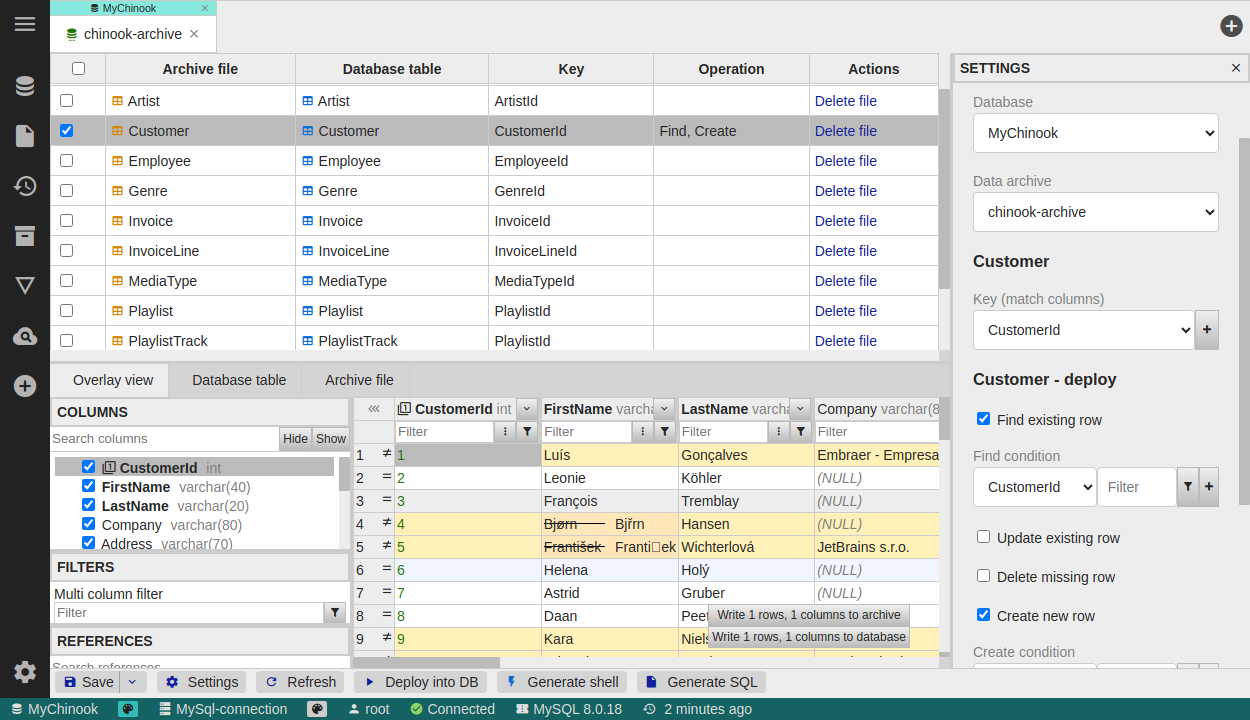 MyChinook
chinook-archive
Archive file Database table Key Operation Actions
Artist Artist ArtistId Delete file
Customer Customer CustomerId Find, Create Delete file
Employee Employee EmployeeId Delete file
Genre Genre GenreId Delete file
Invoice Invoice InvoiceId Delete file
InvoiceLine InvoiceLine InvoiceLineId Delete file
MediaType MediaType MediaTypeId Delete file
Playlist Playlist PlaylistId Delete file
PlaylistTrack PlaylistTrack PlaylistId Delete file
Overlay view Database table Archive file
COLUMNS
Search columns Hide Show
CustomerId int
FirstName varchar(40)
LastName varchar(20)
Company varchar(80)
Address varchar(70)
FILTERS
Multi column filter
Filter
REFERENCES
Search references
CustomerId int FirstName varcha LastName varcha Company varchar(8
Filter Filter Filter Filter
1 ≠ 1 Luís Gonçalves Embraer - Empresa
2 = 2 Leonie Köhler (NULL)
3 = 3 François Tremblay (NULL)
4 ≠ 4 Bjørn Bjřrn Hansen (NULL)
5 ≠ 5 František Franti□ek Wichterlová JetBrains s.r.o.
6 = 6 Helena Holý (NULL)
7 = 7 Astrid Gruber (NULL)
8 = 8 Daan Peet
9 ≠ 9 Kara Niels
Write 1 rows, 1 columns to archive
Write 1 rows, 1 columns to database
SETTINGS ×
Database
MyChinook
Data archive
chinook-archive
Customer
Key (match columns)
CustomerId +
Customer - deploy
Find existing row
Find condition
CustomerId Filter +
Update existing row
Delete missing row
Create new row
Create condition
Save Settings Refresh Deploy into DB Generate shell Generate SQL
MyChinook MySql-connection root Connected MySQL 8.0.18 2 minutes ago